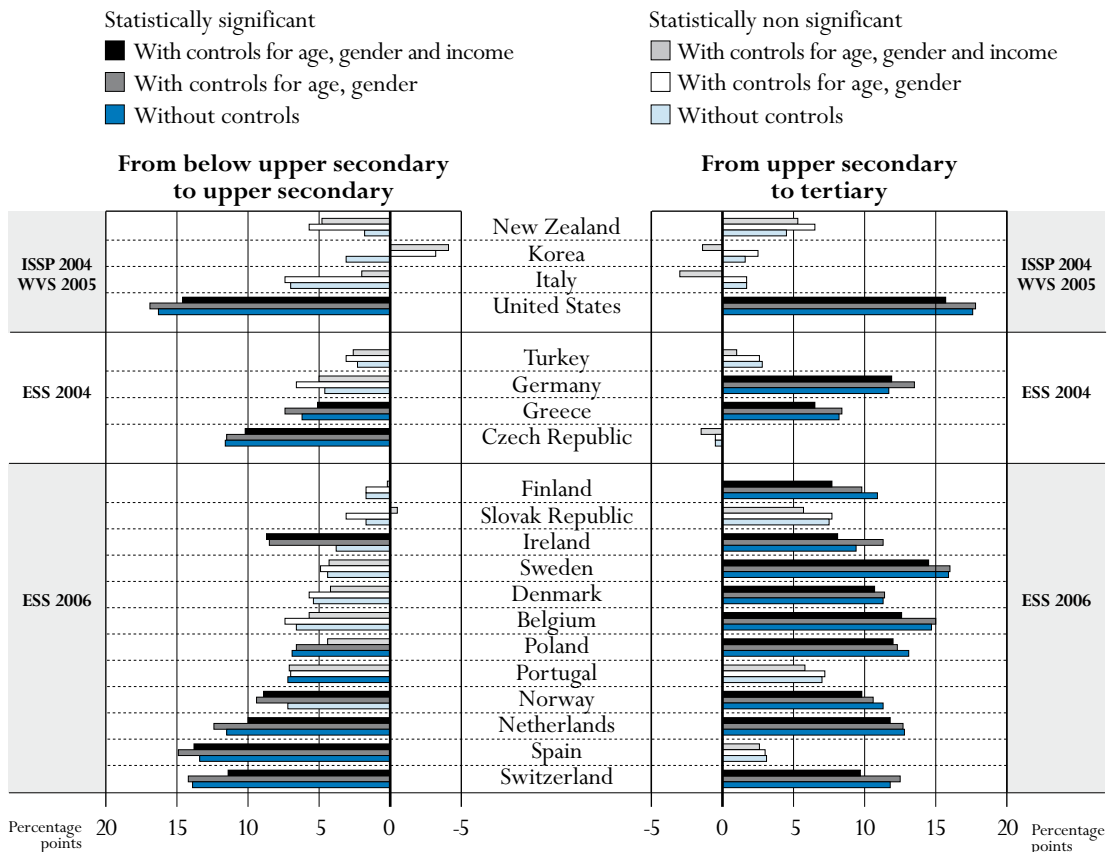 Statistically significant
With controls for age, gender and income
With controls for age, gender
Without controls
Statistically non significant
With controls for age, gender and income
With controls for age, gender
Without controls
From below upper secondary
to upper secondary
From upper secondary
to tertiary
ISSP 2004
WVS 2005
New Zealand
Korea
Italy
United States
ISSP 2004
WVS 2005
ESS 2004
Turkey
Germany
Greece
Czech Republic
ESS 2004
ESS 2006
Finland
Slovak Republic
Ireland
Sweden
Denmark
Belgium
Poland
Portugal
Norway
Netherlands
Spain
Switzerland
ESS 2006
Percentage
points
20 15 10 5 0 -5
-5 0 5 10 15 20
Percentage
points